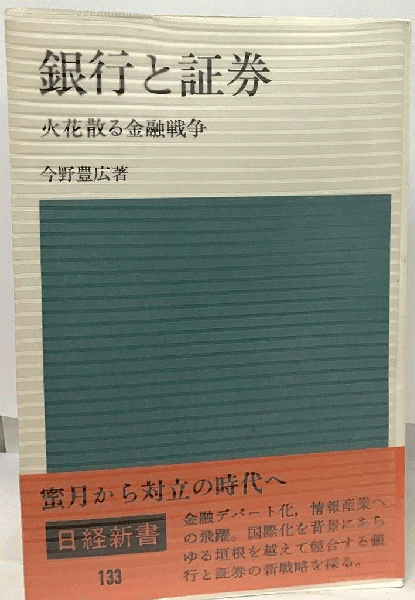 銀行と証券
火花散る金融戦争
今野豊広著
蜜月から対立の時代へ
日経新書
133
金融デパート化，情報産業へ
の飛躍。国際化を背景にあら
ゆる垣根を越えて競合する銀
行と証券の新戦略を探る。